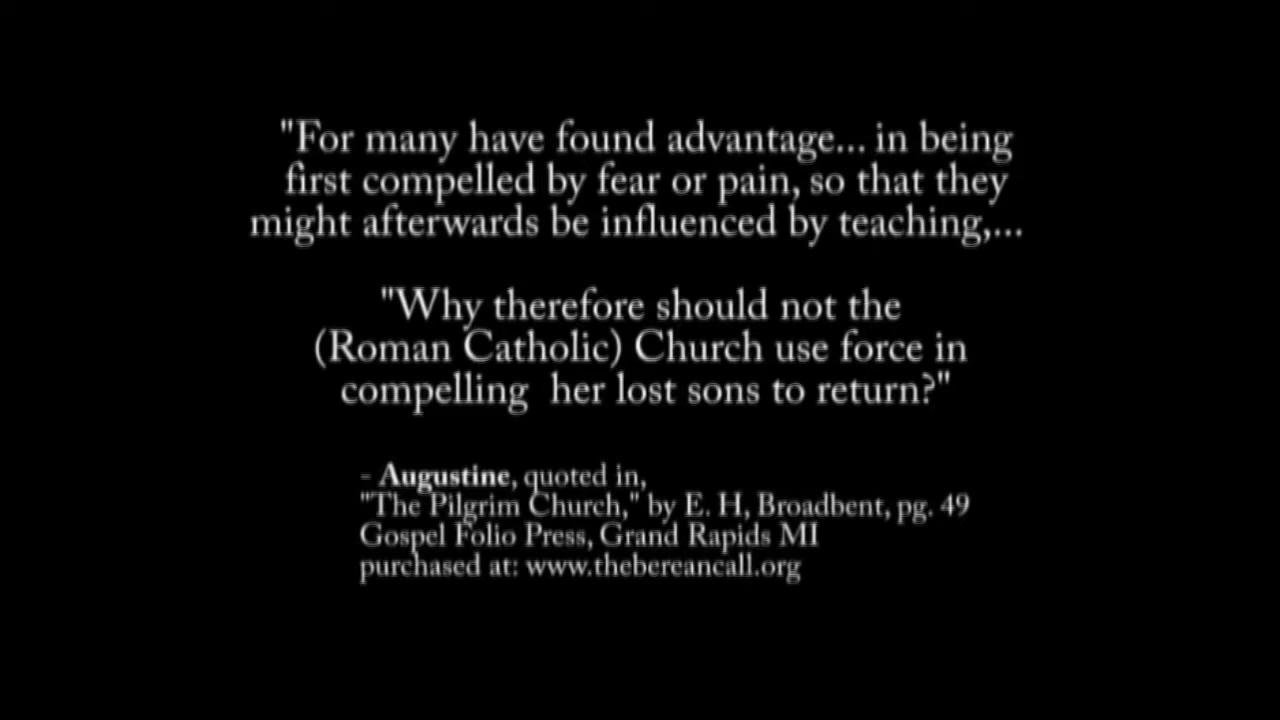 "For many have found advantage... in being
first compelled by fear or pain, so that they
might afterwards be influenced by teaching,...
"Why therefore should not the
(Roman Catholic) Church use force in
compelling  her lost sons to return?"
- Augustine, quoted in,
"The Pilgrim Church," by E. H, Broadbent, pg. 49
Gospel Folio Press, Grand Rapids MI
purchased at: www.thebereancall.org